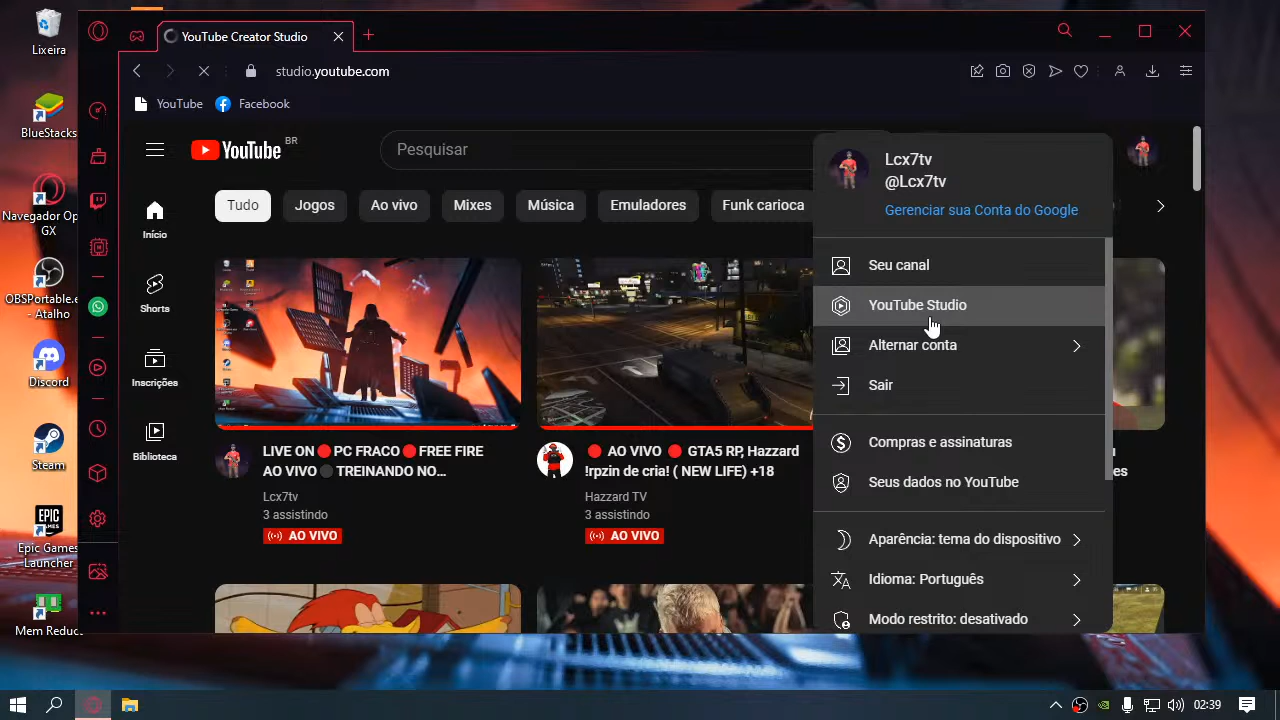 Lixeira
BlueStacks
Navegador Op
GX
OBSPortable.e
- Atalho
Discord
Steam
EPIC
GAMES
Epic Games
Launcher
Mem Reduc
YouTube Creator Studio
studio.youtube.com
YouTube
Facebook
YouTube BR
Pesquisar
Tudo
Jogos
Ao vivo
Mixes
Música
Emuladores
Funk carioca
Início
Shorts
Inscrições
Biblioteca
LIVE ON🔴PC FRACO🔴FREE FIRE
AO VIVO⚫TREINANDO NO...
Lcx7tv
3 assistindo
AO VIVO
🔴 AO VIVO 🔴 GTA5 RP, Hazzard
!rpzin de cria! ( NEW LIFE) +18
Hazzard TV
3 assistindo
AO VIVO
Lcx7tv
@Lcx7tv
Gerenciar sua Conta do Google
Seu canal
YouTube Studio
Alternar conta
Sair
Compras e assinaturas
Seus dados no YouTube
Aparência: tema do dispositivo
Idioma: Português
Modo restrito: desativado
02:39